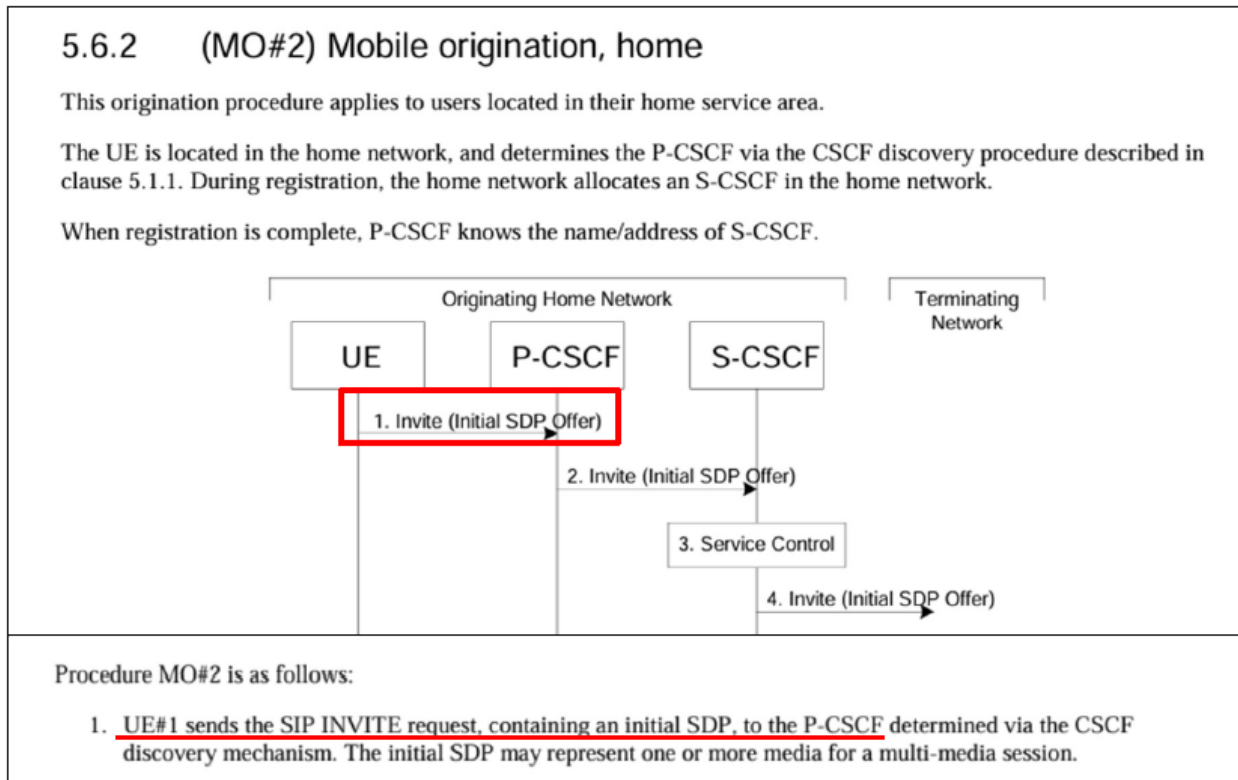 5.6.2 (MO#2) Mobile origination, home
This origination procedure applies to users located in their home service area.
The UE is located in the home network, and determines the P-CSCF via the CSCF discovery procedure described in
clause 5.1.1. During registration, the home network allocates an S-CSCF in the home network.
When registration is complete, P-CSCF knows the name/address of S-CSCF.
Originating Home Network
Terminating
Network
UE
P-CSCF
S-CSCF
1. Invite (Initial SDP Offer)
2. Invite (Initial SDP Offer)
3. Service Control
4. Invite (Initial SDP Offer)
Procedure MO#2 is as follows:
1. UE#1 sends the SIP INVITE request, containing an initial SDP, to the P-CSCF determined via the CSCF
discovery mechanism. The initial SDP may represent one or more media for a multi-media session.